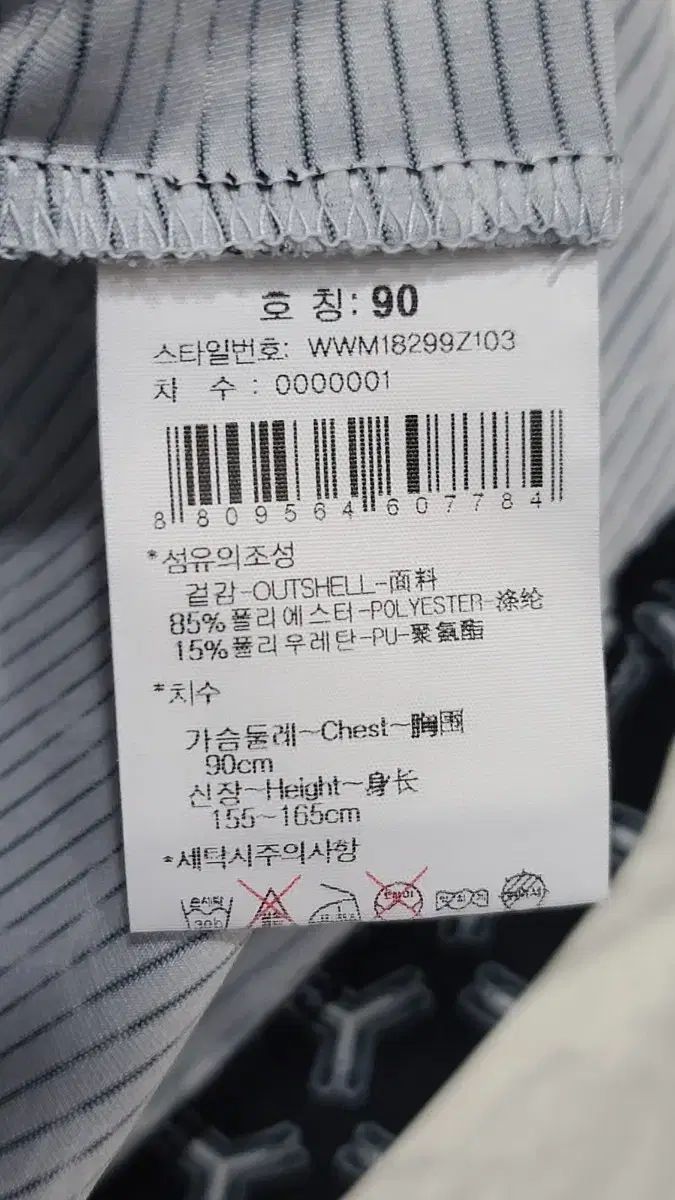 호 칭: 90
스타일번호: WWM18299Z103
차 수 : 0000001
8 809564 607784
*섬유의조성
겉감-OUTSHELL-面料
85%폴리에스터-POLYESTER-涤纶
15%폴리우레탄-PU-聚氨酯
*치수
가슴둘레~Chest~胸围
90cm
신장~Height~身长
155~165cm
*세탁시주의사항
손세탁